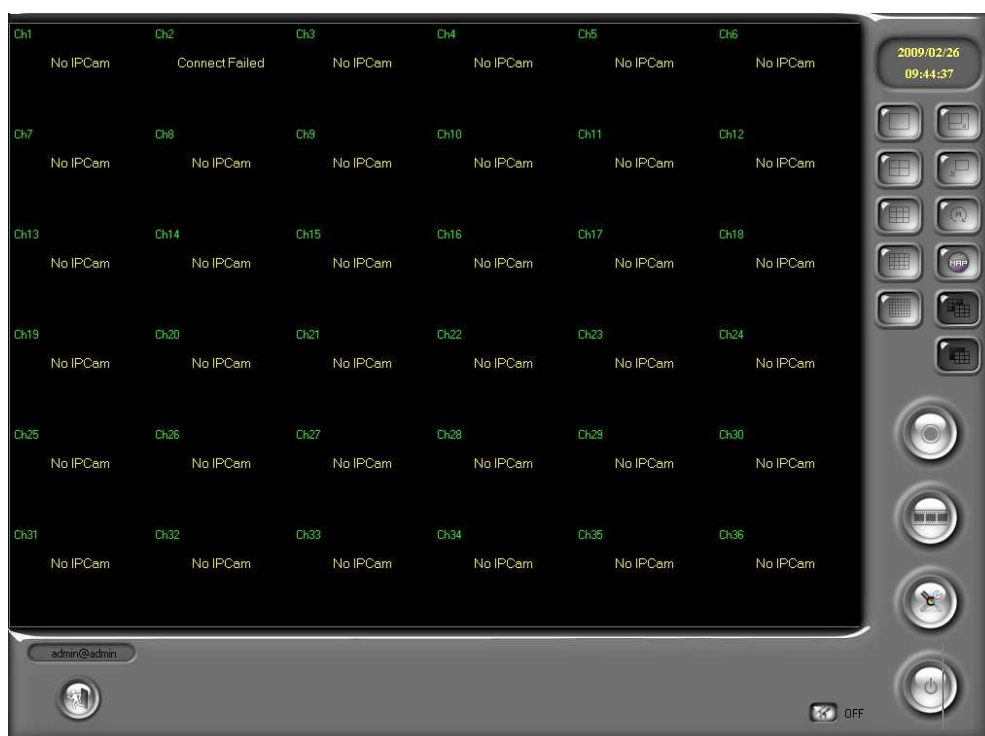 Ch1 Ch2 Ch3 Ch4 Ch5 Ch6
No IPCam Connect Failed No IPCam No IPCam No IPCam No IPCam
Ch7 Ch8 Ch9 Ch10 Ch11 Ch12
No IPCam No IPCam No IPCam No IPCam No IPCam No IPCam
Ch13 Ch14 Ch15 Ch16 Ch17 Ch18
No IPCam No IPCam No IPCam No IPCam No IPCam No IPCam
Ch19 Ch20 Ch21 Ch22 Ch23 Ch24
No IPCam No IPCam No IPCam No IPCam No IPCam No IPCam
Ch25 Ch26 Ch27 Ch28 Ch29 Ch30
No IPCam No IPCam No IPCam No IPCam No IPCam No IPCam
Ch31 Ch32 Ch33 Ch34 Ch35 Ch36
No IPCam No IPCam No IPCam No IPCam No IPCam No IPCam
2009/02/26
09:44:37
A
MAP
admin@admin
OFF